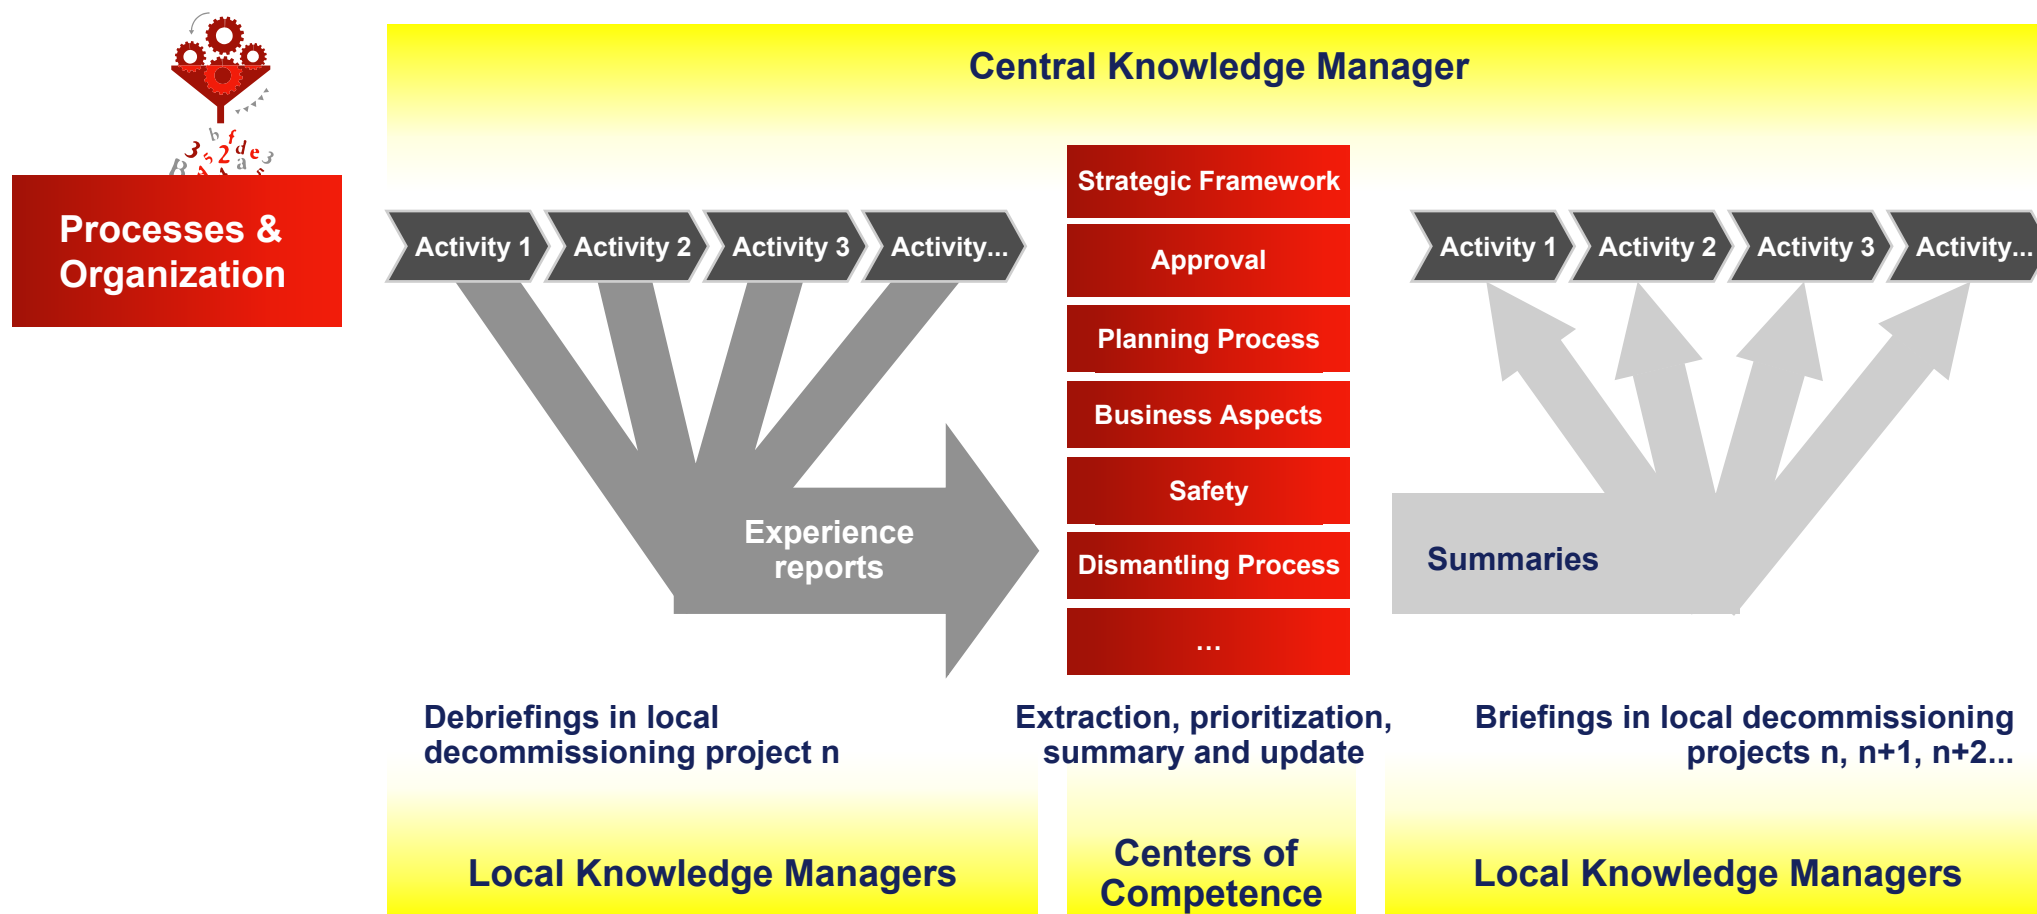 Central Knowledge Manager
Processes &
Organization
Activity 1
Activity 2
Activity 3
Activity...
Strategic Framework
Approval
Planning Process
Business Aspects
Safety
Dismantling Process
...
Activity 1
Activity 2
Activity 3
Activity...
Experience
reports
Summaries
Debriefings in local
decommissioning project n
Extraction, prioritization,
summary and update
Briefings in local decommissioning
projects n, n+1, n+2...
Local Knowledge Managers
Centers of
Competence
Local Knowledge Managers